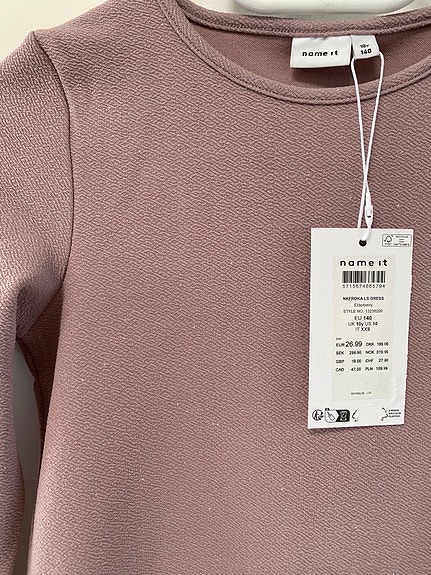 name it
10Y
140
name it
5715674665794
NKFROKA LS DRESS
Elderberry
STYLE NO. 13236200
EU 140
UK 10y US 10
IT XXS
EUR 26.99 DKK 199.95
SEK 299.95 NOK 319.95
GBP 19.00 CHF 27.90
CAD 47.00 PLN 109.99